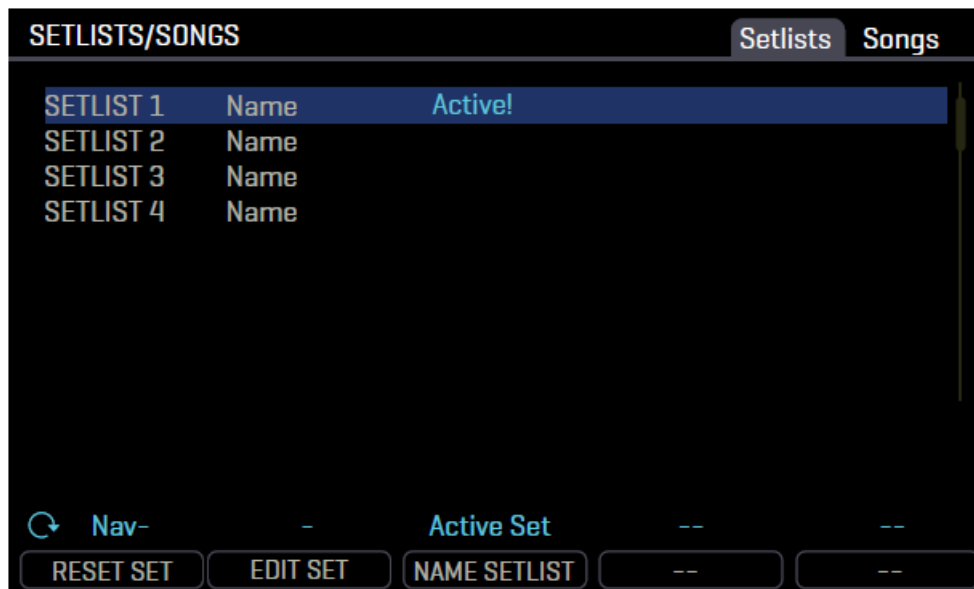 SETLISTS/SONGS Setlists Songs
SETLIST 1 Name Active!
SETLIST 2 Name
SETLIST 3 Name
SETLIST 4 Name
Nav- - Active Set -- --
RESET SET EDIT SET NAME SETLIST -- --